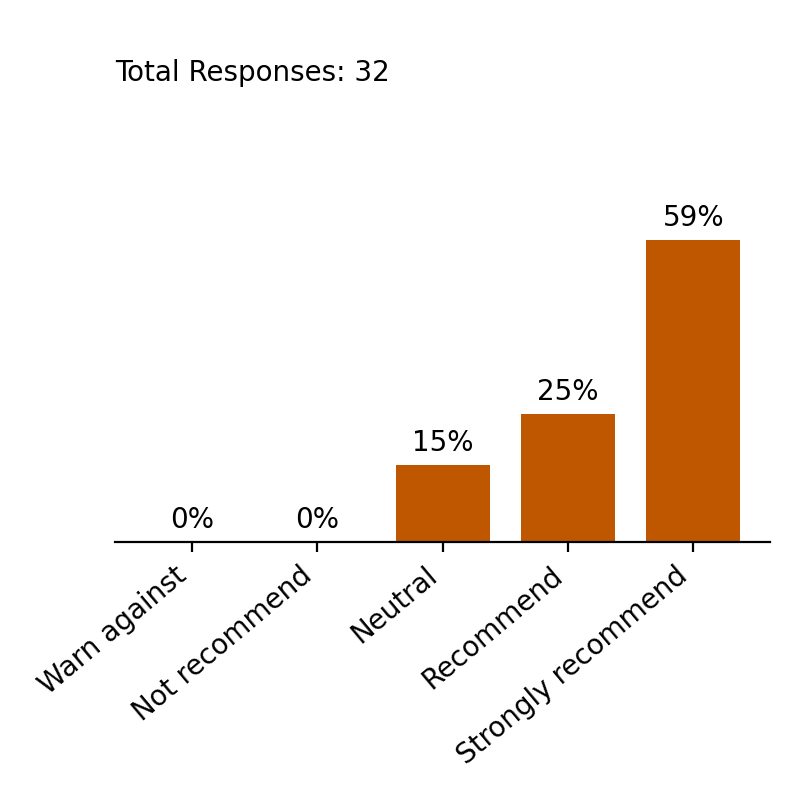 Total Responses: 32
59%
25%
15%
0%
0%
Warn against
Not recommend
Neutral
Recommend
Strongly recommend